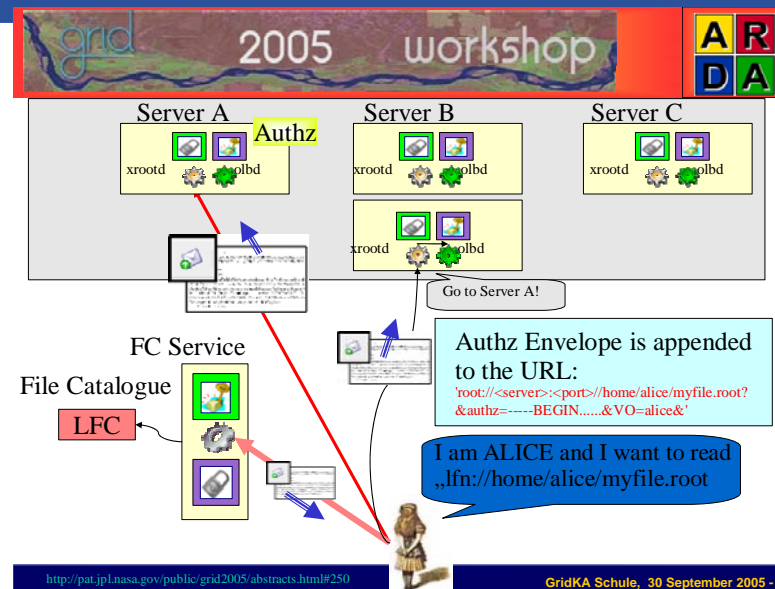 grid 2005 workshop
A R
D A
Server A
Server B
Server C
Authz
xrootd olbd
xrootd olbd
xrootd olbd
xrootd olbd
Go to Server A!
FC Service
File Catalogue
LFC
Authz Envelope is appended
to the URL:
'root://<server>:<port>//home/alice/myfile.root?
&authz=-----BEGIN......&VO=alice&'
I am ALICE and I want to read
„lfn://home/alice/myfile.root
http://pat.jpl.nasa.gov/public/grid2005/abstracts.html#250
GridKA Schule, 30 September 2005 -